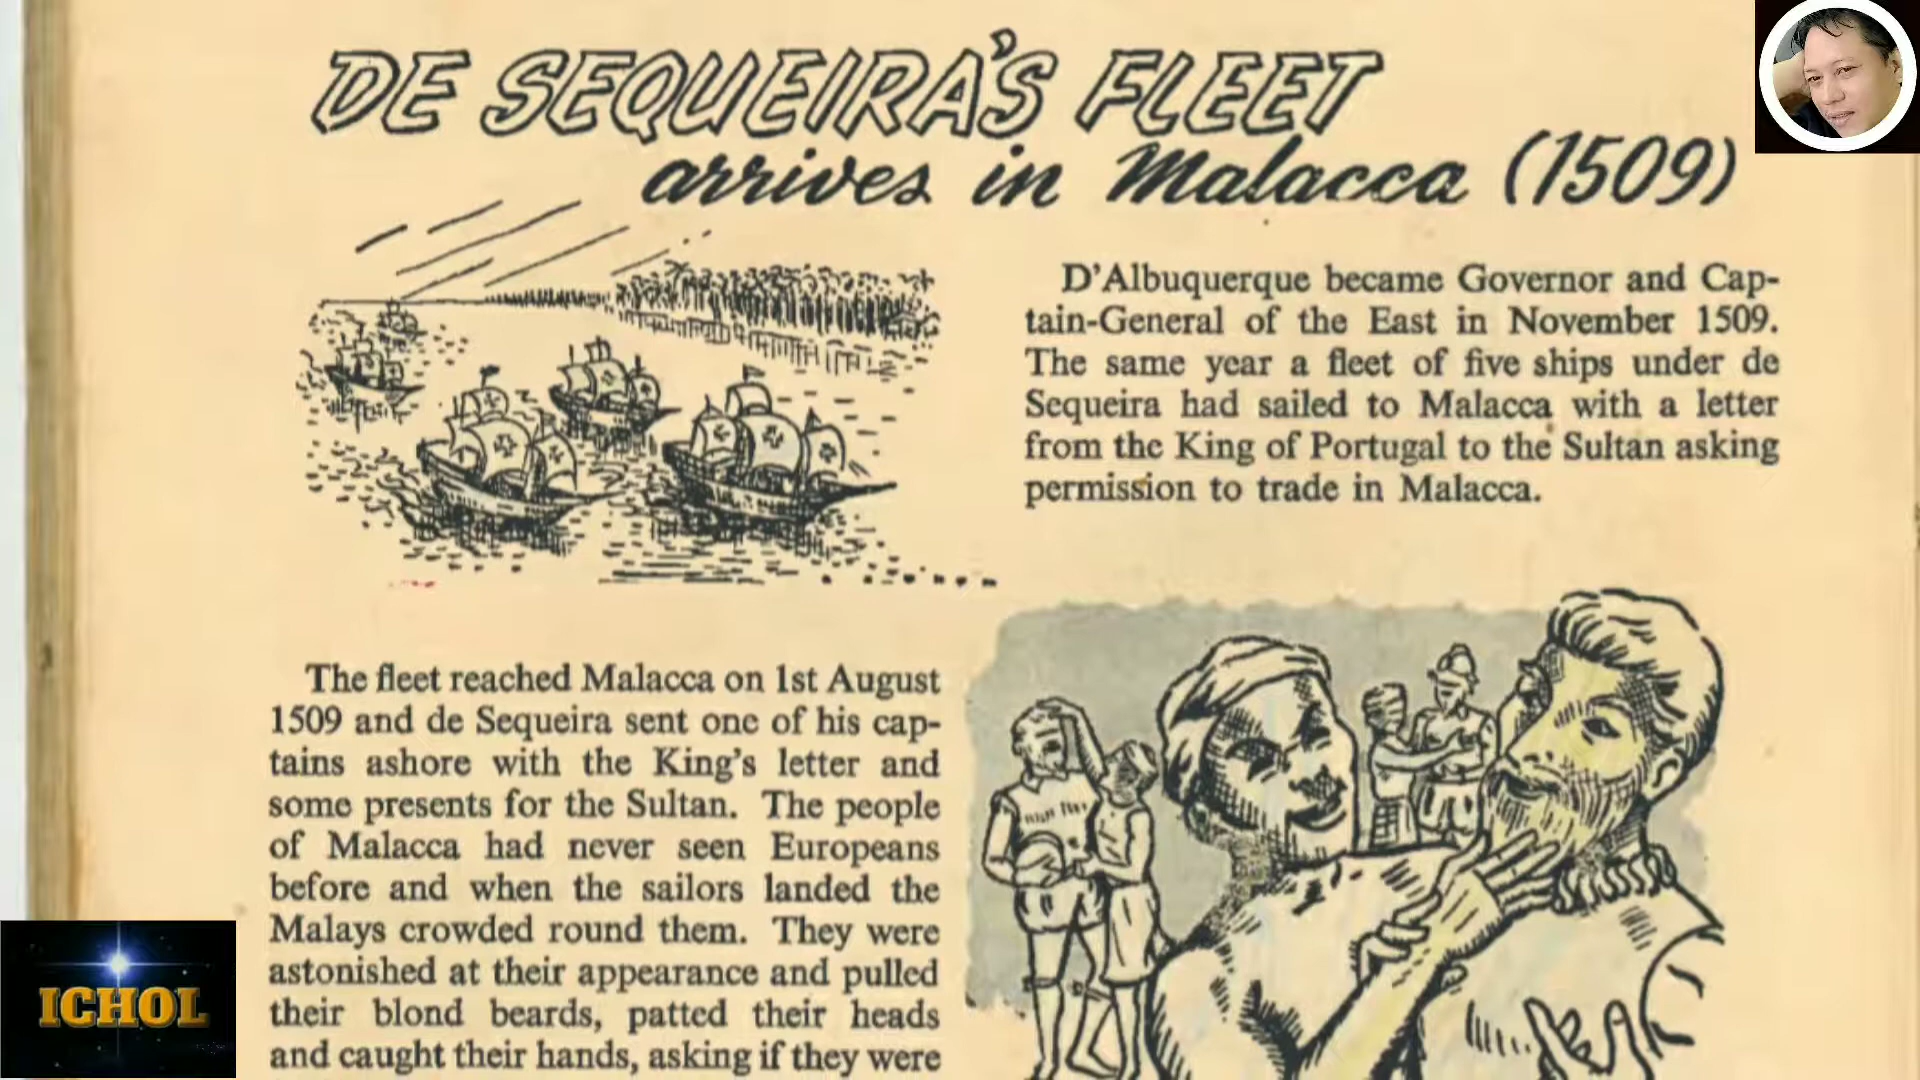 DE SEQUEIRA'S FLEET
arrives in Malacca (1509)
D'Albuquerque became Governor and Cap-
tain-General of the East in November 1509.
The same year a fleet of five ships under de
Sequeira had sailed to Malacca with a letter
from the King of Portugal to the Sultan asking
permission to trade in Malacca.
The fleet reached Malacca on 1st August
1509 and de Sequeira sent one of his cap-
tains ashore with the King's letter and
some presents for the Sultan. The people
of Malacca had never seen Europeans
before and when the sailors landed the
Malays crowded round them. They were
astonished at their appearance and pulled
their blond beards, patted their heads
and caught their hands, asking if they were
ICHOL